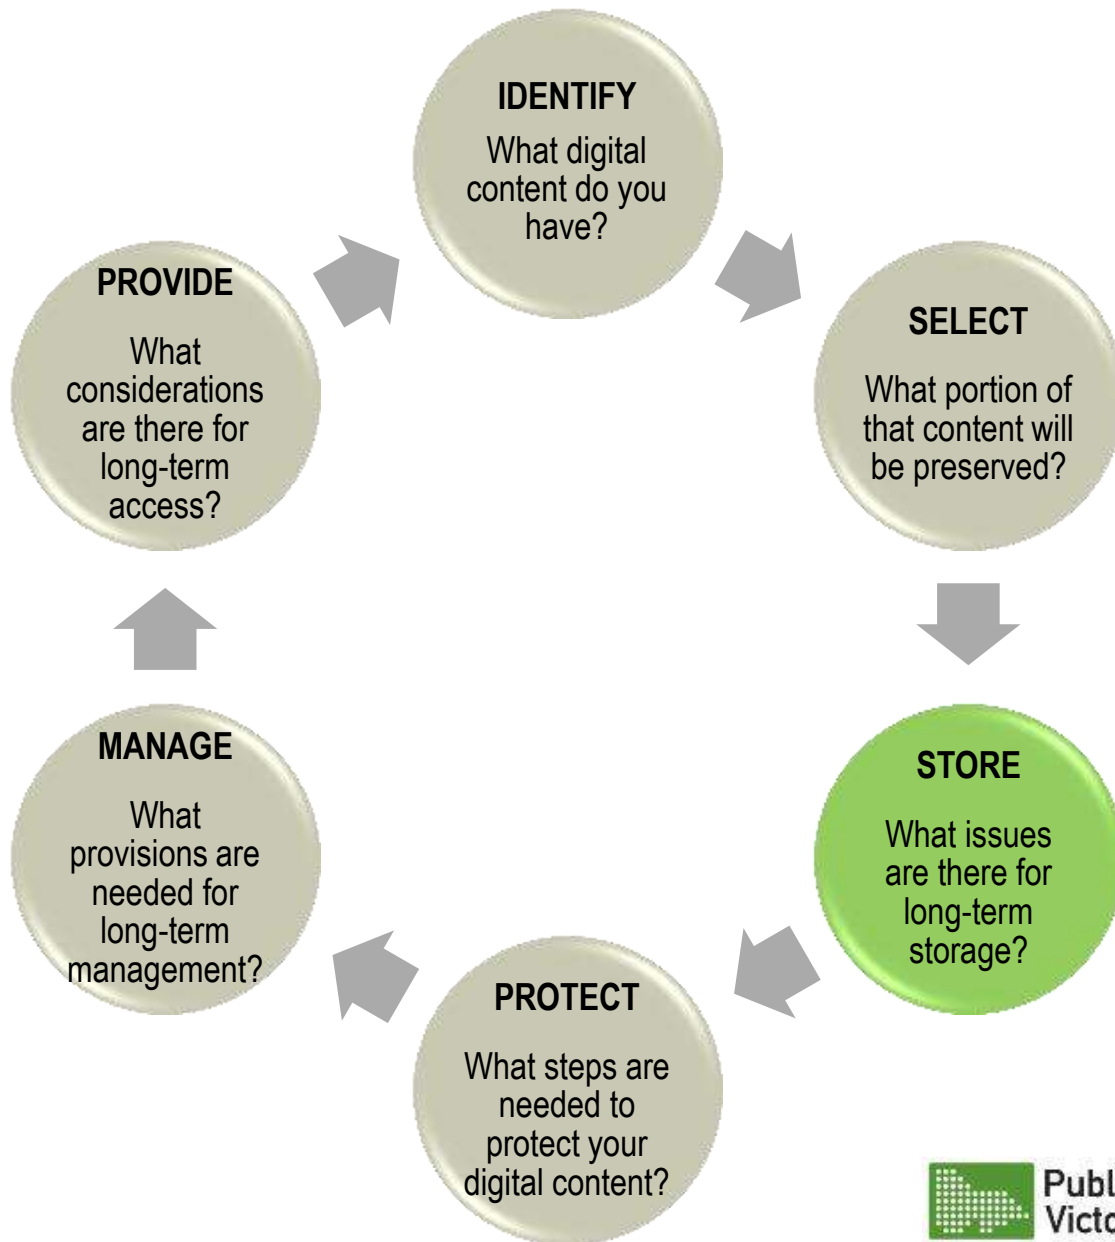 IDENTIFY
What digital
content do you
have?
SELECT
What portion of
that content will
be preserved?
STORE
What issues
are there for
long-term
storage?
PROTECT
What steps are
needed to
protect your
digital content?
MANAGE
What
provisions are
needed for
long-term
management?
PROVIDE
What
considerations
are there for
long-term
access?